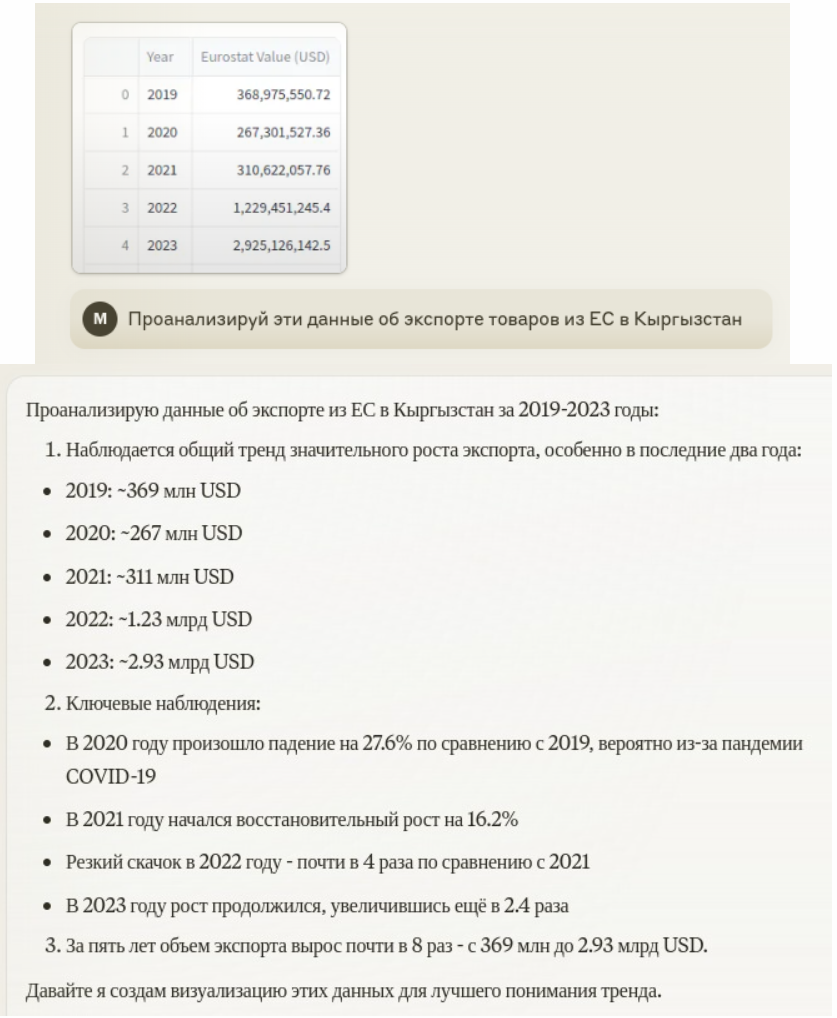 Year Eurostat Value (USD)
0 2019 368,975,550.72
1 2020 267,301,527.36
2 2021 310,622,057.76
3 2022 1,229,451,245.4
4 2023 2,925,126,142.5
М Проанализируй эти данные об экспорте товаров из ЕС в Кыргызстан
Проанализирую данные об экспорте из ЕС в Кыргызстан за 2019-2023 годы:
1. Наблюдается общий тренд значительного роста экспорта, особенно в последние два года:
• 2019: ~369 млн USD
• 2020: ~267 млн USD
• 2021: ~311 млн USD
• 2022: ~1.23 млрд USD
• 2023: ~2.93 млрд USD
2. Ключевые наблюдения:
• В 2020 году произошло падение на 27.6% по сравнению с 2019, вероятно из-за пандемии
COVID-19
• В 2021 году начался восстановительный рост на 16.2%
• Резкий скачок в 2022 году - почти в 4 раза по сравнению с 2021
• В 2023 году рост продолжился, увеличившись ещё в 2.4 раза
3. За пять лет объем экспорта вырос почти в 8 раз - с 369 млн до 2.93 млрд USD.
Давайте я создам визуализацию этих данных для лучшего понимания тренда.